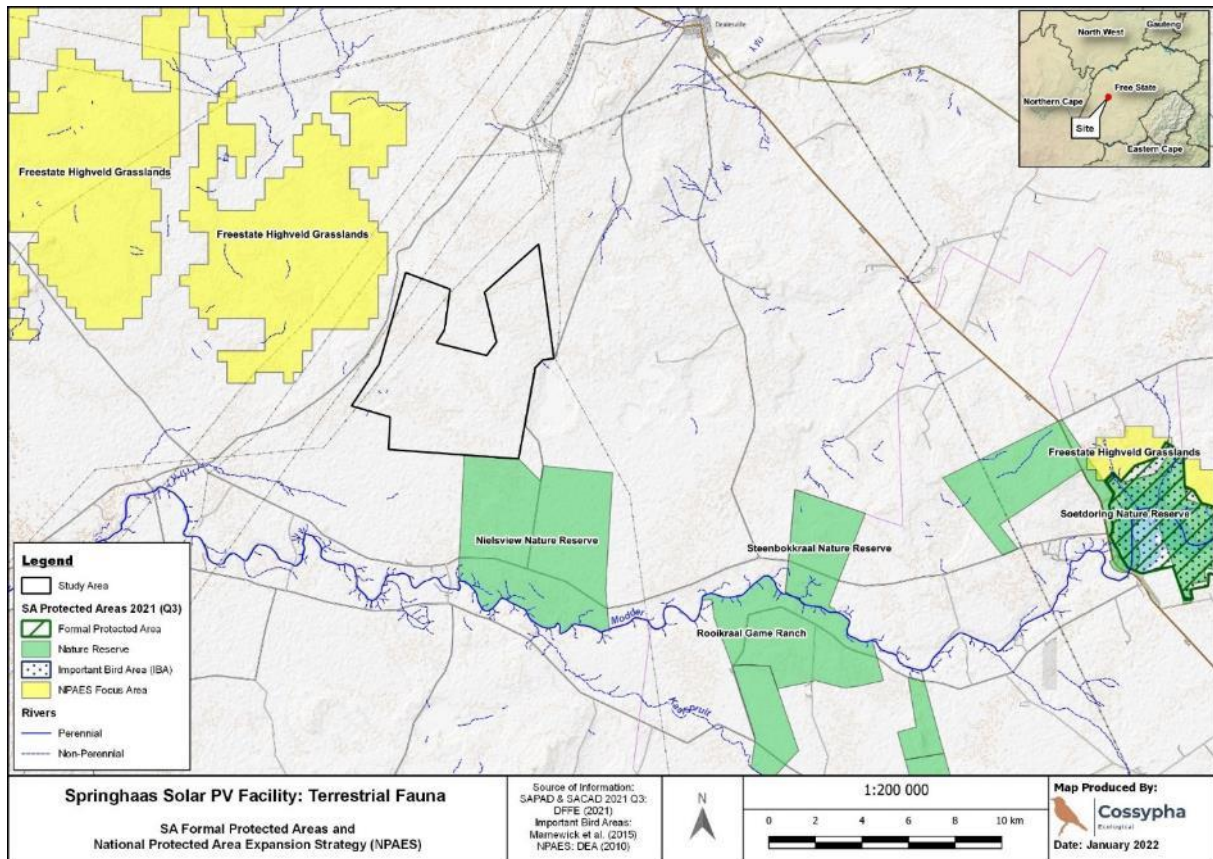 Dealesville
North West
Gauteng
Free State
Northern Cape
Site
Eastern Cape
Freestate Highveld Grasslands
Freestate Highveld Grasslands
Freestate Highveld Grasslands
Soetdoring Nature Reserve
Nielsview Nature Reserve
Steenbokkraal Nature Reserve
Modder
Rooikraal Game Ranch
Legend
Study Area
SA Protected Areas 2021 (Q3)
Formal Protected Area
Nature Reserve
Important Bird Area (IBA)
NPAES Focus Area
Rivers
Perennial
Non-Perennial
Springhaas Solar PV Facility: Terrestrial Fauna
SA Formal Protected Areas and
National Protected Area Expansion Strategy (NPAES)
Source of Information:
SAPAD & SACAD 2021 Q3:
DFFE (2021)
Important Bird Areas:
Marnewick et al. (2015)
NPAES: DEA (2010)
N
1:200 000
0 2 4 6 8 10 km
Map Produced By:
Cossypha
Ecological
Date: January 2022